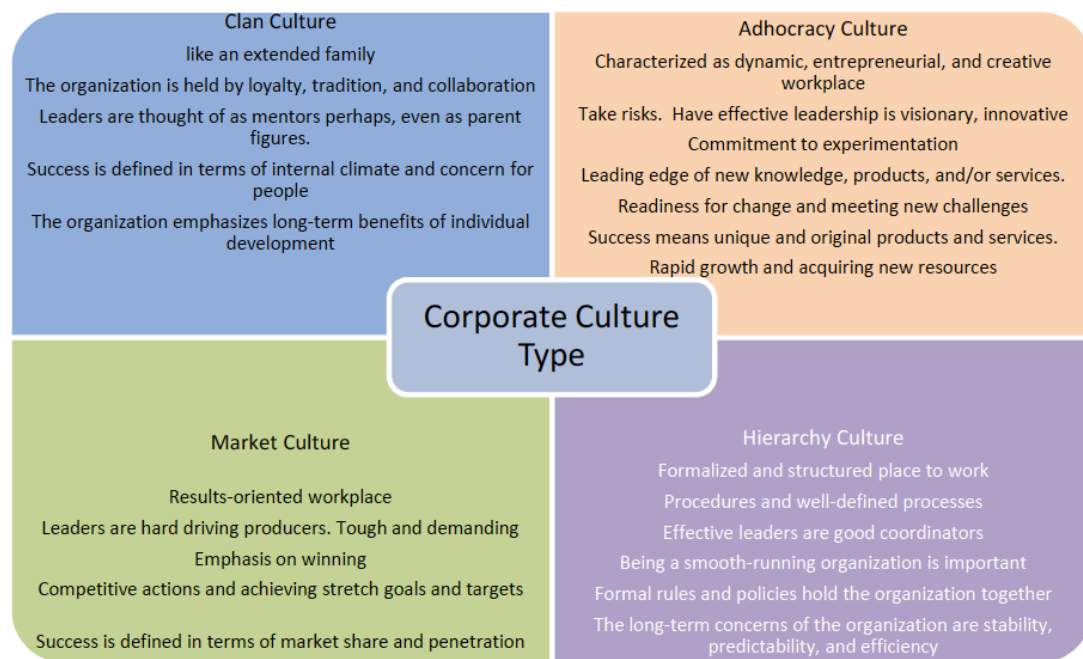 Clan Culture
like an extended family
The organization is held by loyalty, tradition, and collaboration
Leaders are thought of as mentors perhaps, even as parent
figures.
Success is defined in terms of internal climate and concern for
people
The organization emphasizes long-term benefits of individual
development
Adhocracy Culture
Characterized as dynamic, entrepreneurial, and creative
workplace
Take risks.  Have effective leadership is visionary, innovative
Commitment to experimentation
Leading edge of new knowledge, products, and/or services.
Readiness for change and meeting new challenges
Success means unique and original products and services.
Rapid growth and acquiring new resources
Corporate Culture
Type
Market Culture
Results-oriented workplace
Leaders are hard driving producers. Tough and demanding
Emphasis on winning
Competitive actions and achieving stretch goals and targets
Success is defined in terms of market share and penetration
Hierarchy Culture
Formalized and structured place to work
Procedures and well-defined processes
Effective leaders are good coordinators
Being a smooth-running organization is important
Formal rules and policies hold the organization together
The long-term concerns of the organization are stability,
predictability, and efficiency